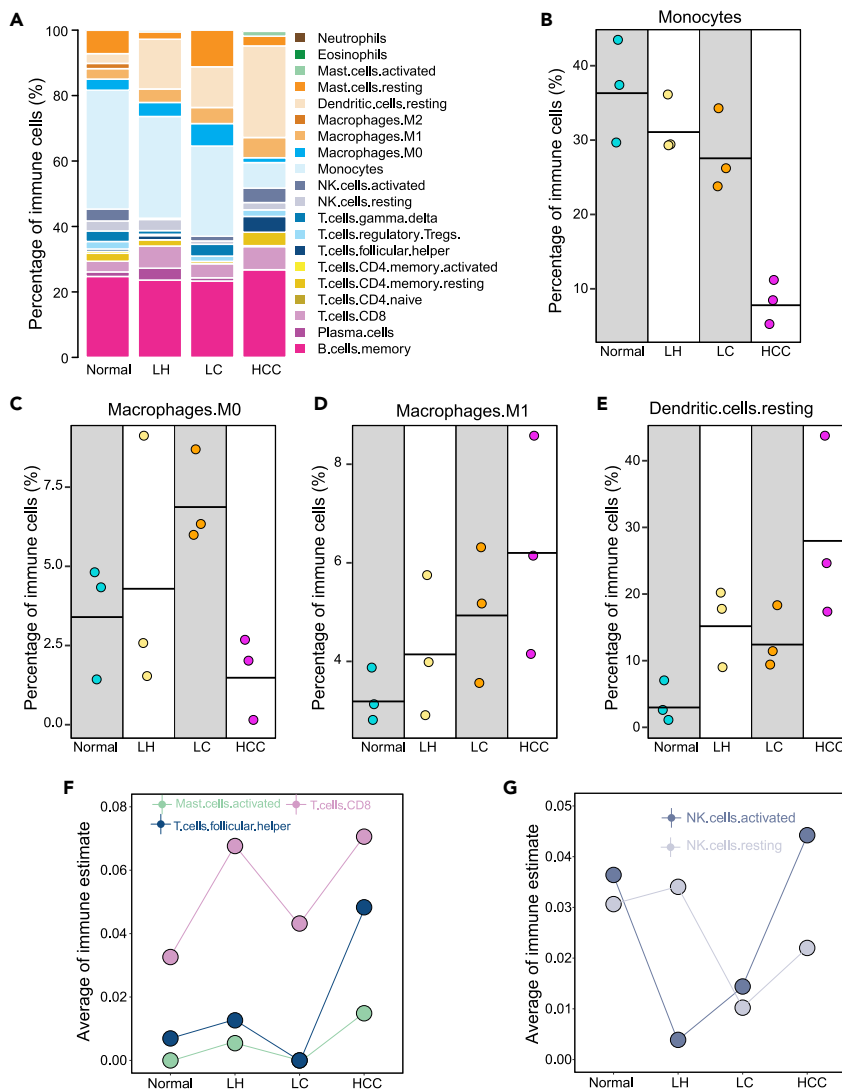 A
Percentage of immune cells (%)
100
80
60
40
20
0
Normal LH LC HCC
Neutrophils
Eosinophils
Mast.cells.activated
Mast.cells.resting
Dendritic.cells.resting
Macrophages.M2
Macrophages.M1
Macrophages.M0
Monocytes
NK.cells.activated
NK.cells.resting
T.cells.gamma.delta
T.cells.regulatory.Tregs.
T.cells.follicular.helper
T.cells.CD4.memory.activated
T.cells.CD4.memory.resting
T.cells.CD4.naive
T.cells.CD8
Plasma.cells
B.cells.memory
B
Monocytes
Percentage of immune cells (%)
40
30
20
10
Normal LH LC HCC
C
Macrophages.M0
Percentage of immune cells (%)
7.5
5.0
2.5
0.0
Normal LH LC HCC
D
Macrophages.M1
Percentage of immune cells (%)
8
6
4
Normal LH LC HCC
E
Dendritic.cells.resting
Percentage of immune cells (%)
40
30
20
10
0
Normal LH LC HCC
F
Mast.cells.activated T.cells.CD8
T.cells.follicular.helper
Average of immune estimate
0.08
0.06
0.04
0.02
0.00
Normal LH LC HCC
G
NK.cells.activated
NK.cells.resting
Average of immune estimate
0.05
0.04
0.03
0.02
0.01
0.00
Normal LH LC HCC